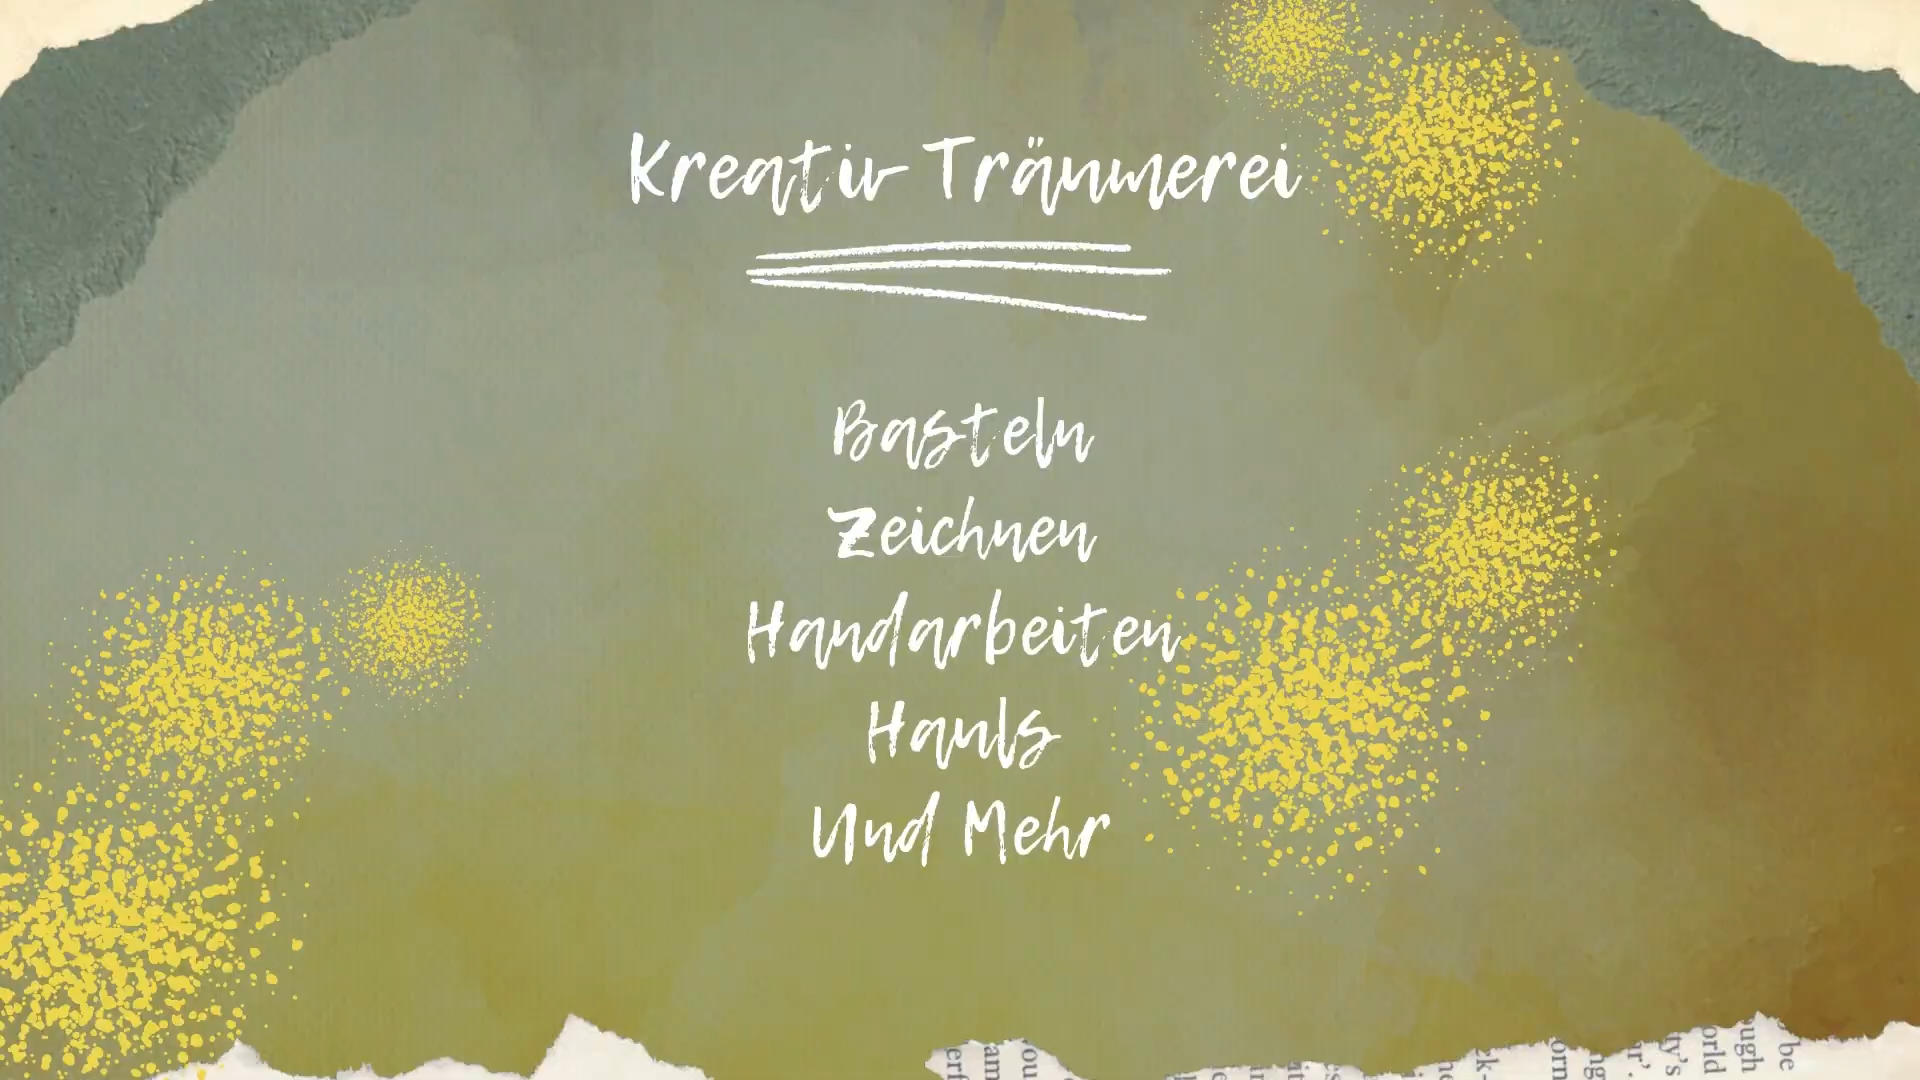 Kreativ-Träumerei
Basteln
Zeichnen
Handarbeiten
Hauls
Und Mehr